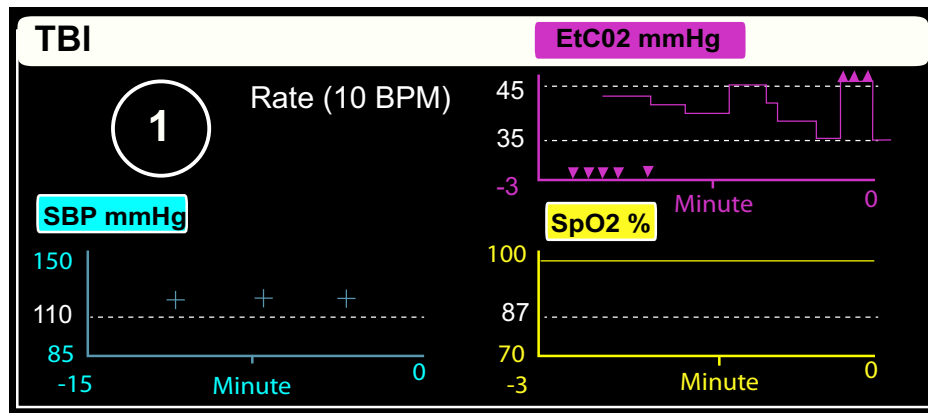 TBI
EtC02 mmHg
1
Rate (10 BPM)
45
35
-3
Minute
0
SBP mmHg
150
110
85
-15
Minute
0
SpO2 %
100
87
70
-3
Minute
0